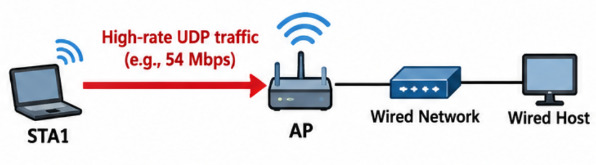 High-rate UDP traffic
(e.g., 54 Mbps)
STA1
AP
Wired Network
Wired Host